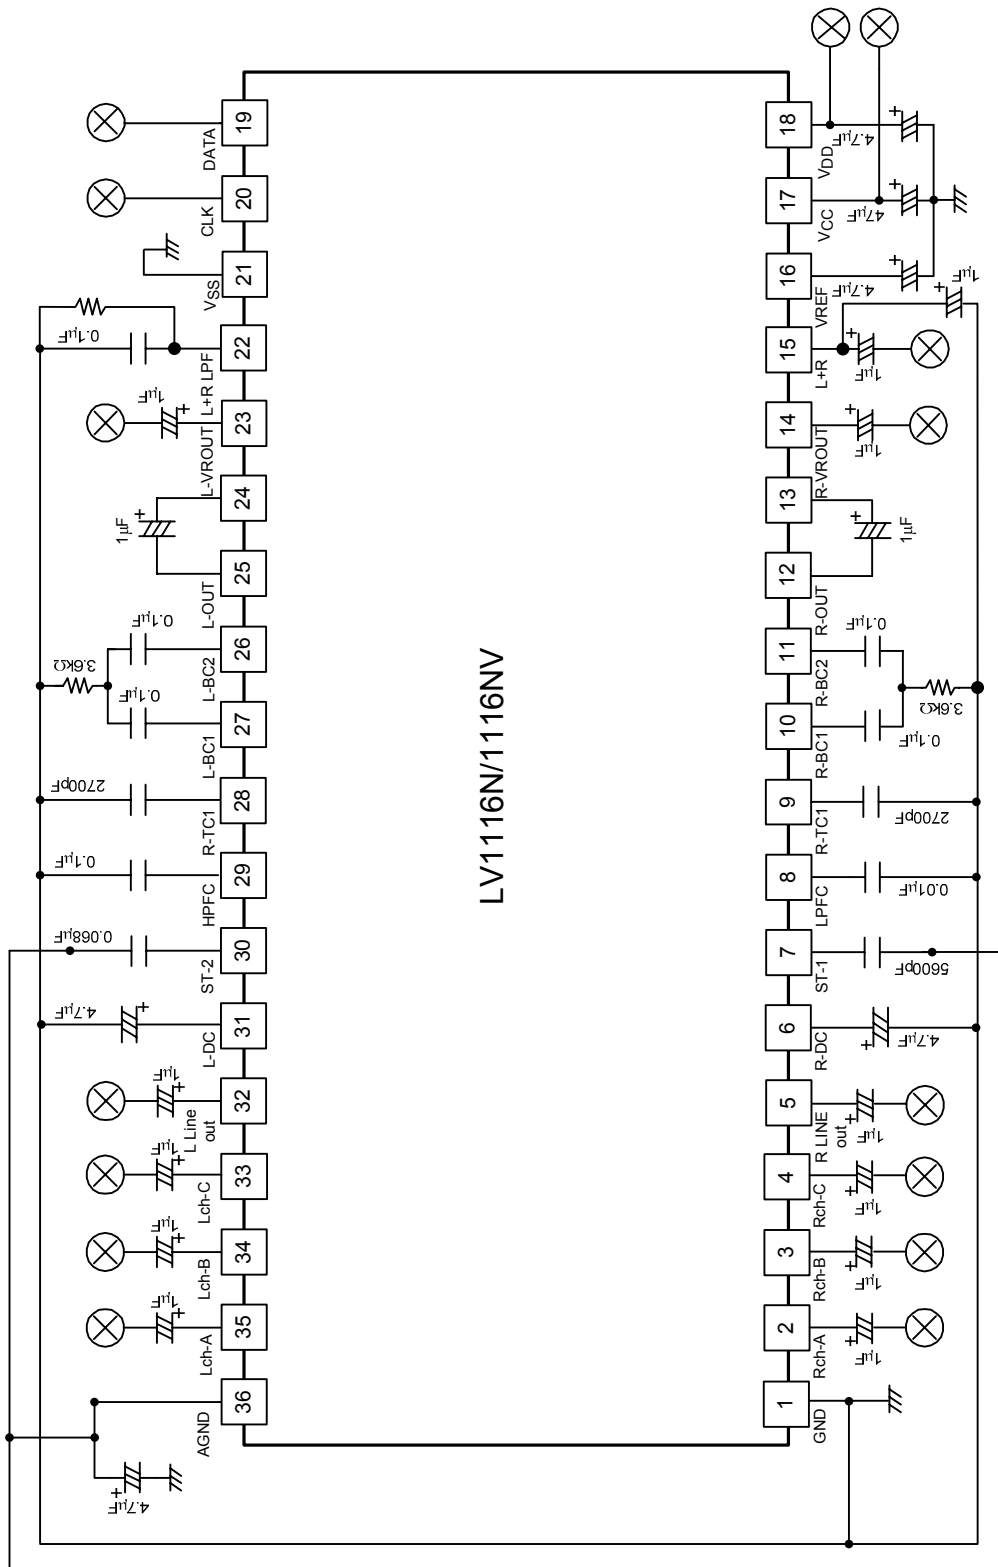 19
DATA
20
CLK
21
VSS
22
L+R LPF
0.1µF
23
L-VROUT
1µF
24
1µF
25
L-OUT
26
L-BC2
0.1µF
3.6kΩ
27
L-BC1
0.1µF
28
R-TC1
2700pF
29
HPFC
0.1µF
30
ST-2
0.068µF
31
L-DC
4.7µF
32
L Line
out
1µF
33
Lch-C
1µF
34
Lch-B
1µF
35
Lch-A
1µF
36
AGND
4.7µF
LV1116N/1116NV
18
VDD
4.7µF
17
VCC
47µF
16
VREF
4.7µF
1µF
15
L+R
1µF
14
R-VROUT
1µF
13
1µF
12
R-OUT
11
R-BC2
0.1µF
3.6kΩ
10
R-BC1
0.1µF
9
R-TC1
2700pF
8
LPFC
0.01µF
7
ST-1
5600pF
6
R-DC
4.7µF
5
R LINE
out
1µF
4
Rch-C
1µF
3
Rch-B
1µF
2
Rch-A
1µF
1
GND